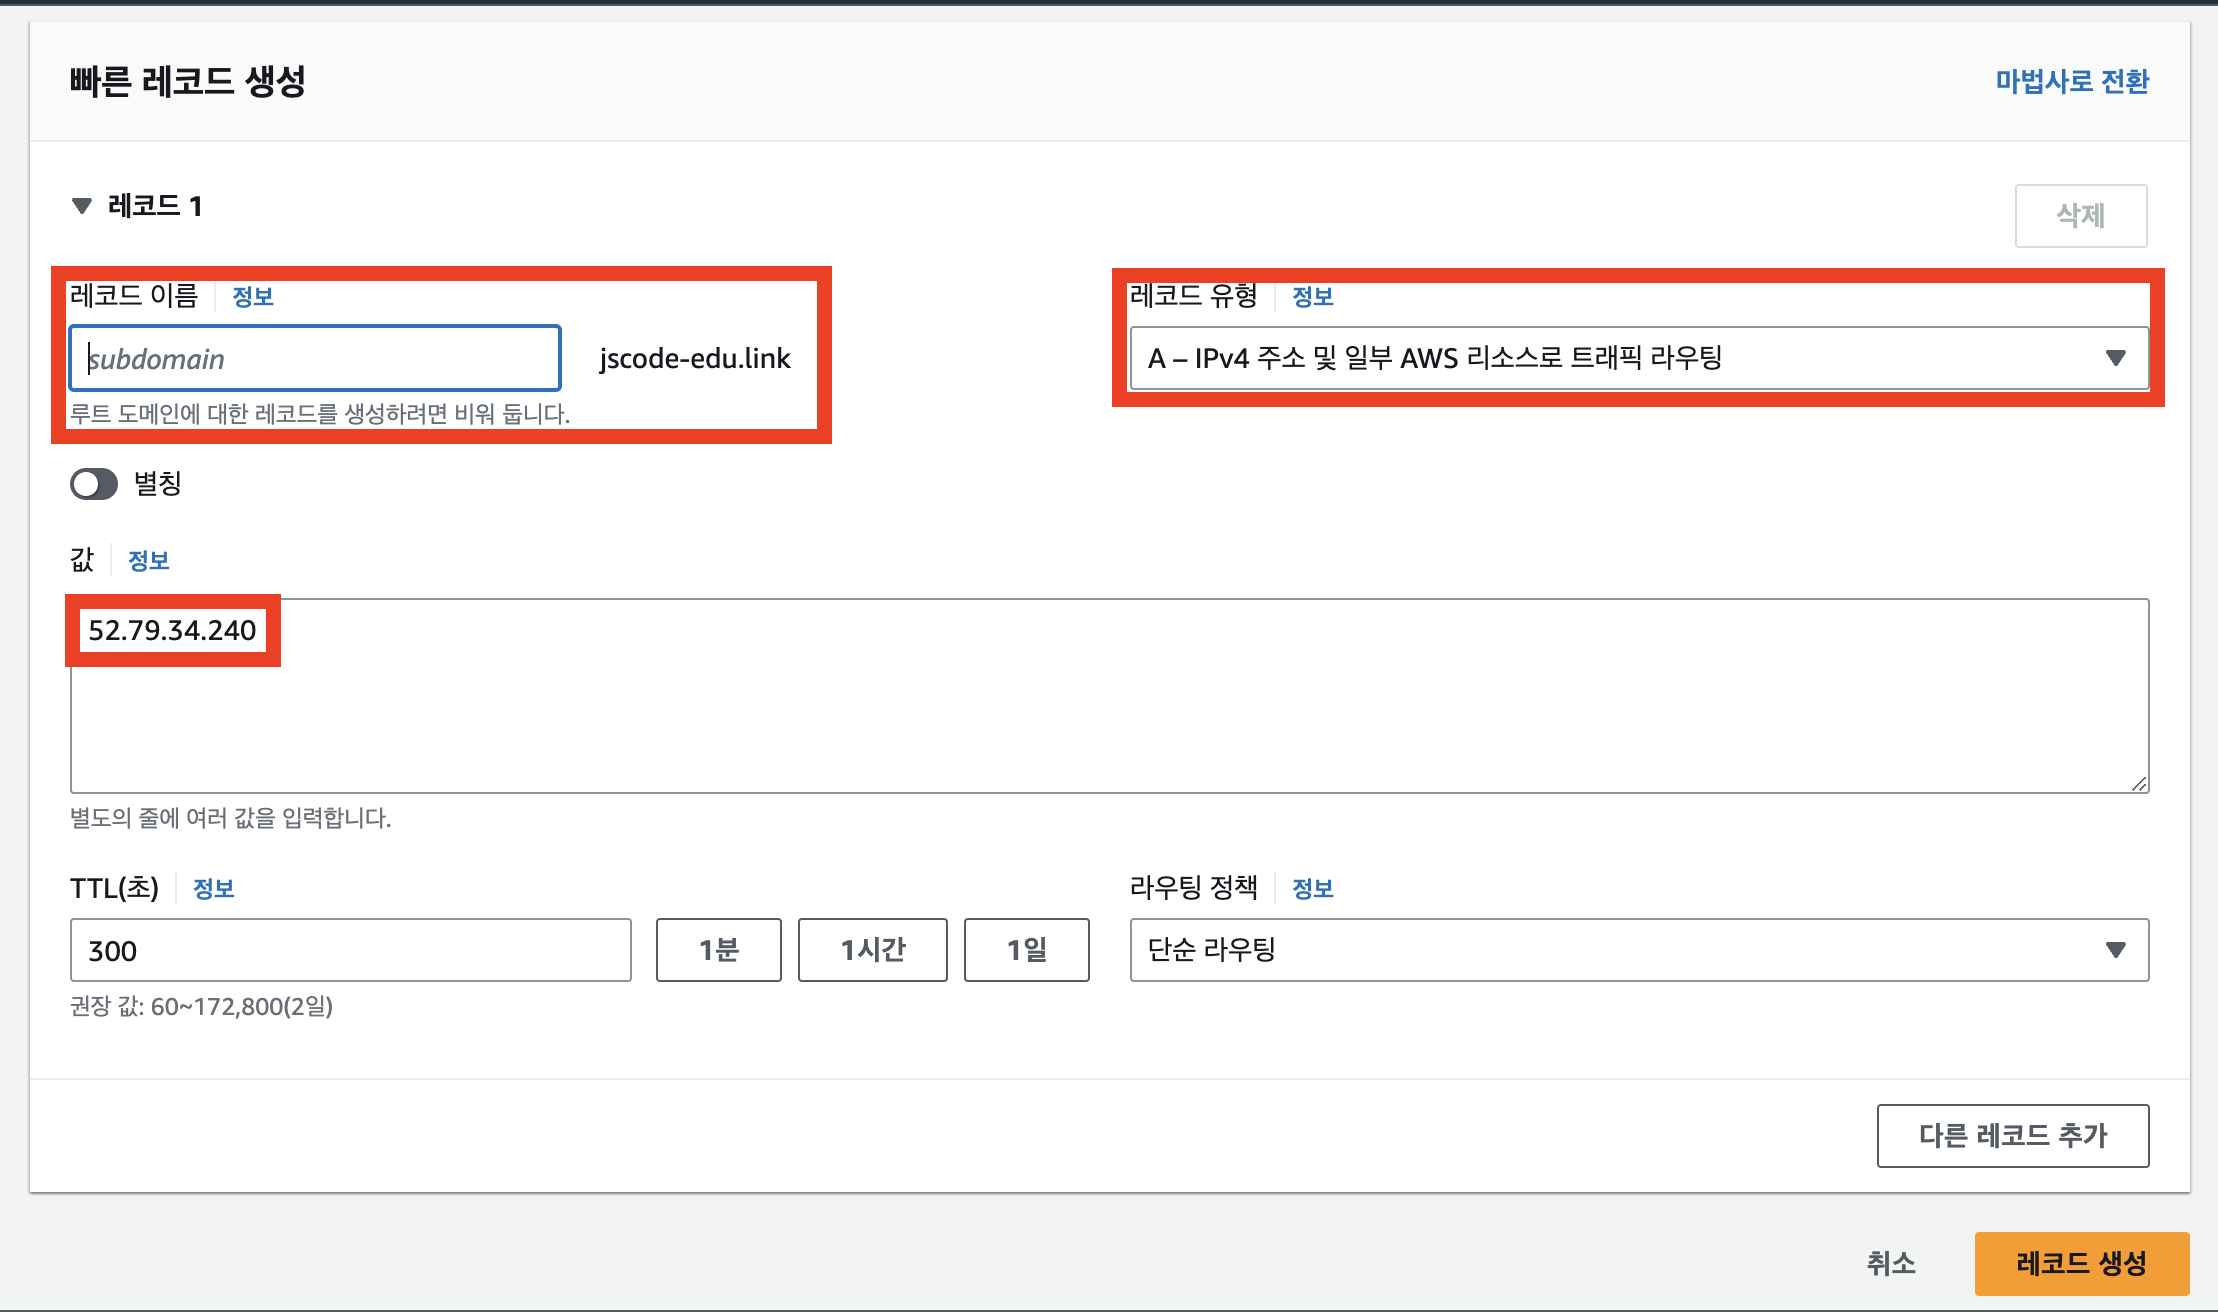 빠른 레코드 생성
마법사로 전환
레코드 1
삭제
레코드 이름 정보
subdomain
jscode-edu.link
루트 도메인에 대한 레코드를 생성하려면 비워 둡니다.
레코드 유형 정보
A – IPv4 주소 및 일부 AWS 리소스로 트래픽 라우팅
별칭
값 정보
52.79.34.240
별도의 줄에 여러 값을 입력합니다.
TTL(초) 정보
300
1분
1시간
1일
권장 값: 60~172,800(2일)
라우팅 정책 정보
단순 라우팅
다른 레코드 추가
취소
레코드 생성